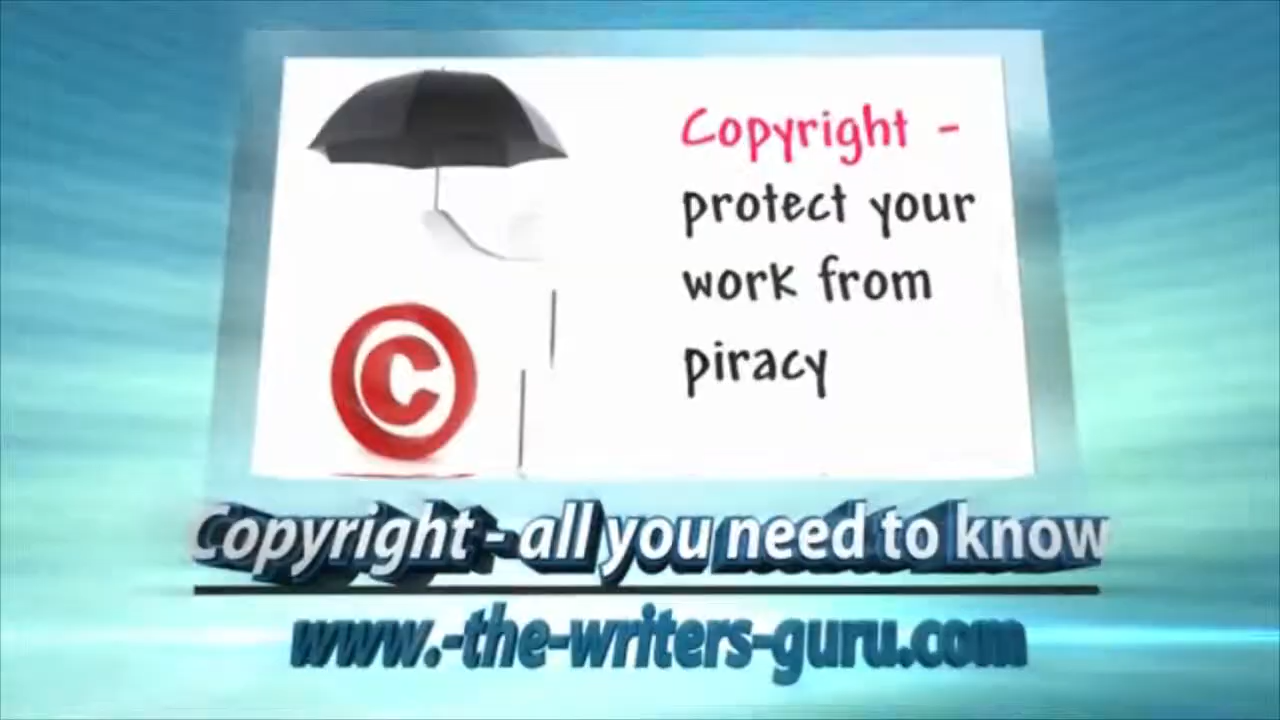 Copyright -
protect your
work from
piracy
©
Copyright - all you need to know
www.-the-writers-guru.com